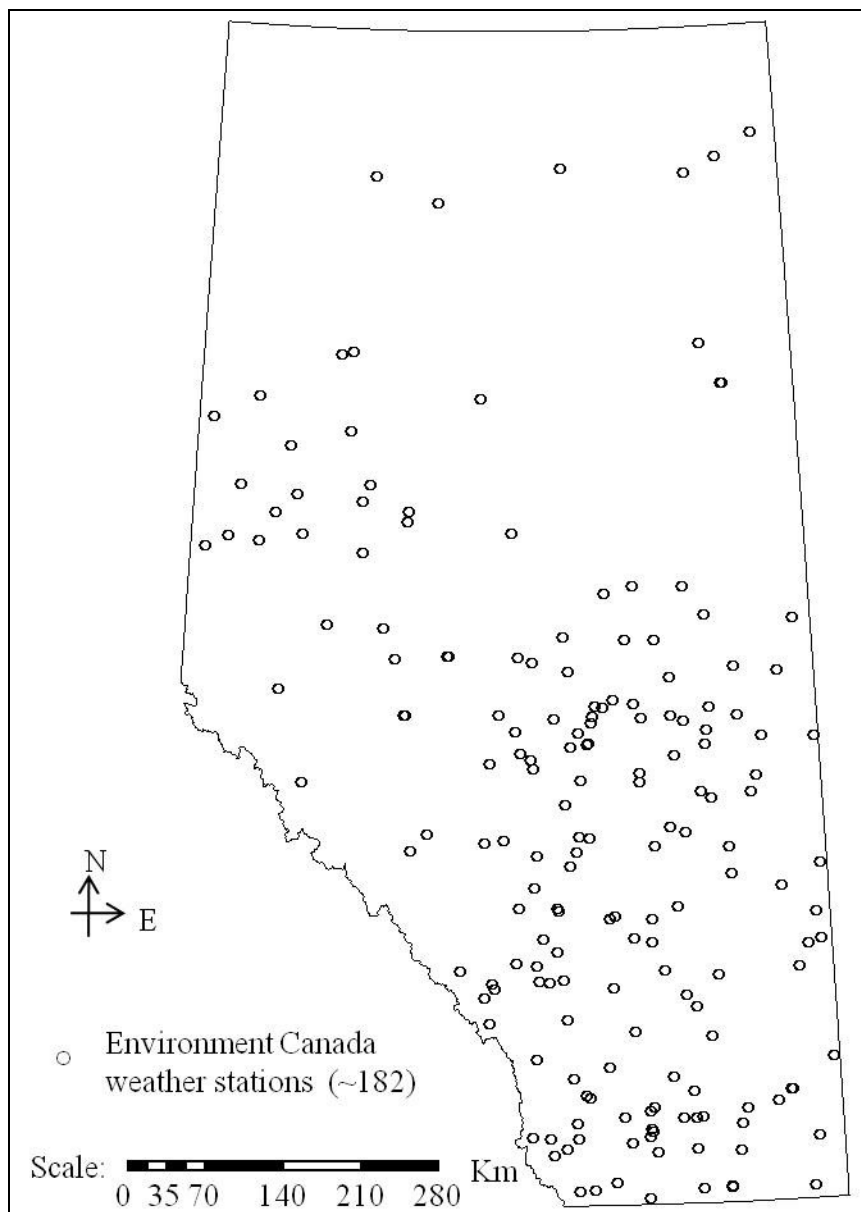 N
E
Environment Canada
weather stations (~182)
Scale:
Km
0 35 70 140 210 280